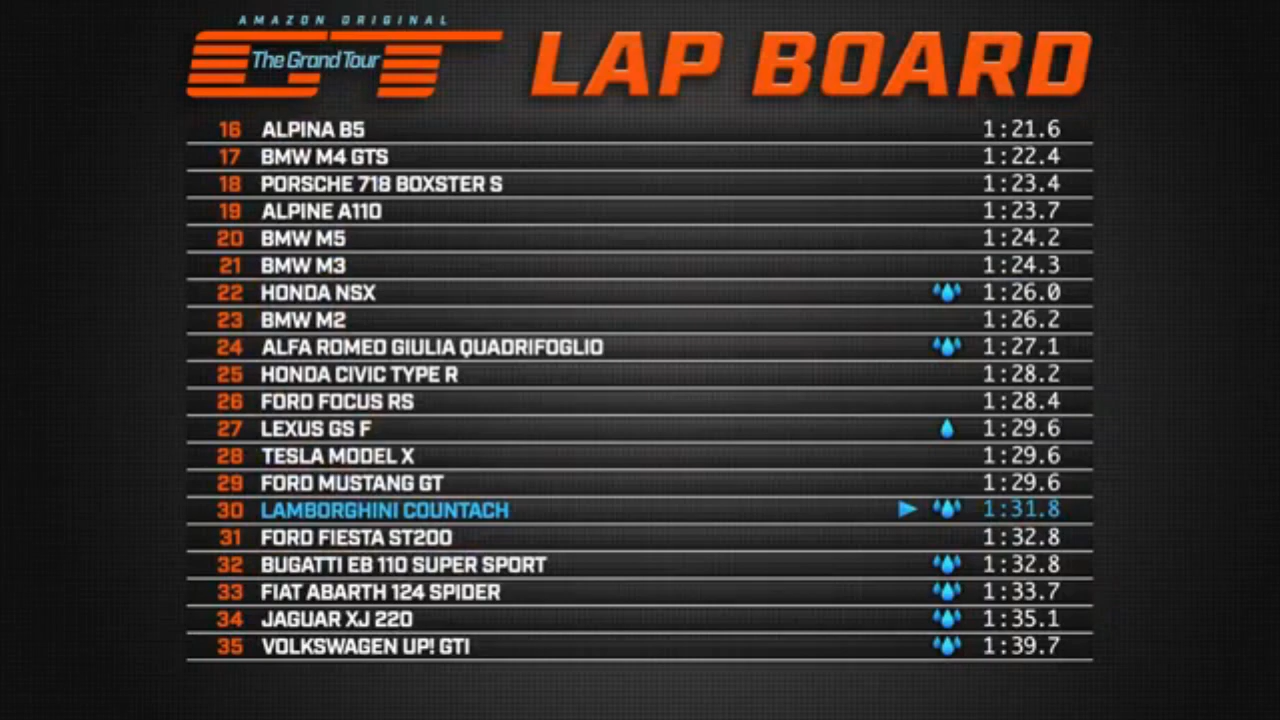 AMAZON ORIGINAL
The Grand Tour
LAP BOARD
16 ALPINA B5 1:21.6
17 BMW M4 GTS 1:22.4
18 PORSCHE 718 BOXSTER S 1:23.4
19 ALPINE A110 1:23.7
20 BMW M5 1:24.2
21 BMW M3 1:24.3
22 HONDA NSX 1:26.0
23 BMW M2 1:26.2
24 ALFA ROMEO GIULIA QUADRIFOGLIO 1:27.1
25 HONDA CIVIC TYPE R 1:28.2
26 FORD FOCUS RS 1:28.4
27 LEXUS GS F 1:29.6
28 TESLA MODEL X 1:29.6
29 FORD MUSTANG GT 1:29.6
30 LAMBORGHINI COUNTACH 1:31.8
31 FORD FIESTA ST200 1:32.8
32 BUGATTI EB 110 SUPER SPORT 1:32.8
33 FIAT ABARTH 124 SPIDER 1:33.7
34 JAGUAR XJ 220 1:35.1
35 VOLKSWAGEN UP! GTI 1:39.7